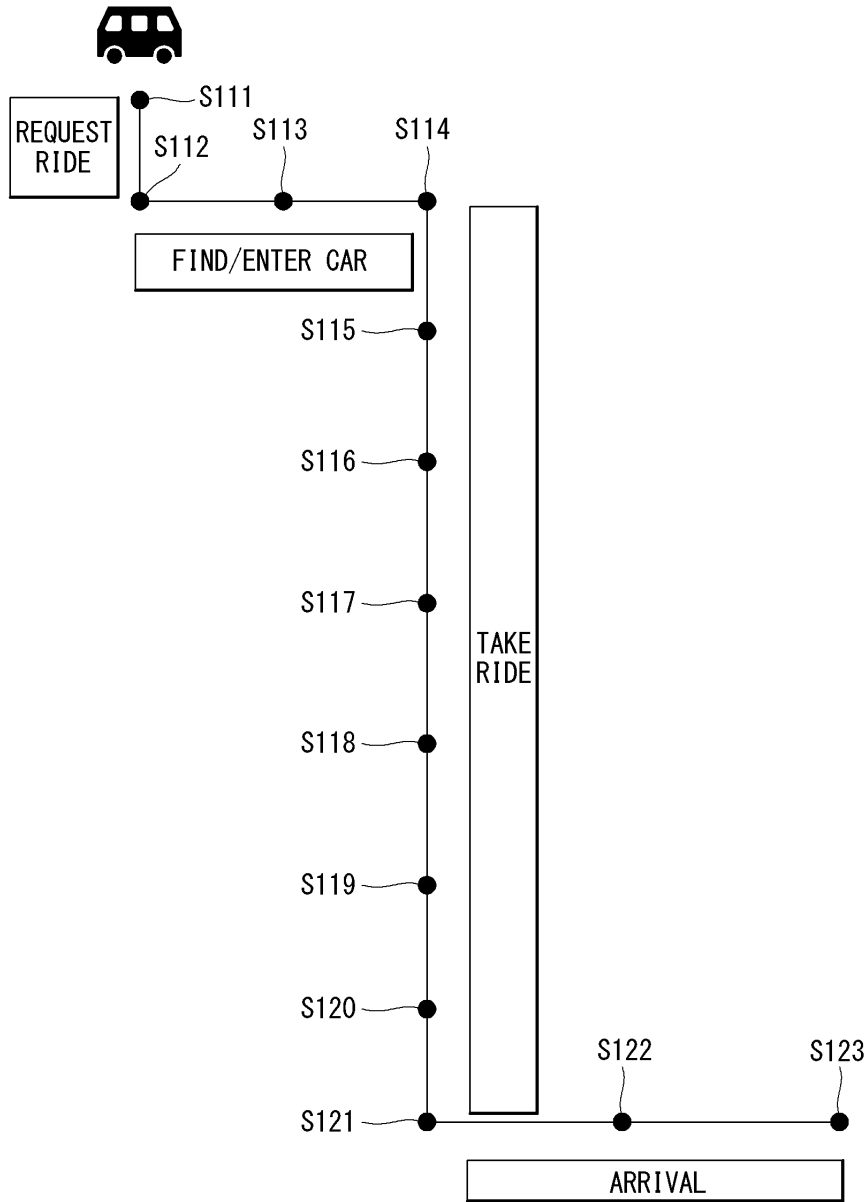 S111
REQUEST
RIDE
S112
S113
S114
FIND/ENTER CAR
S115
S116
S117
TAKE
RIDE
S118
S119
S120
S121
S122
S123
ARRIVAL